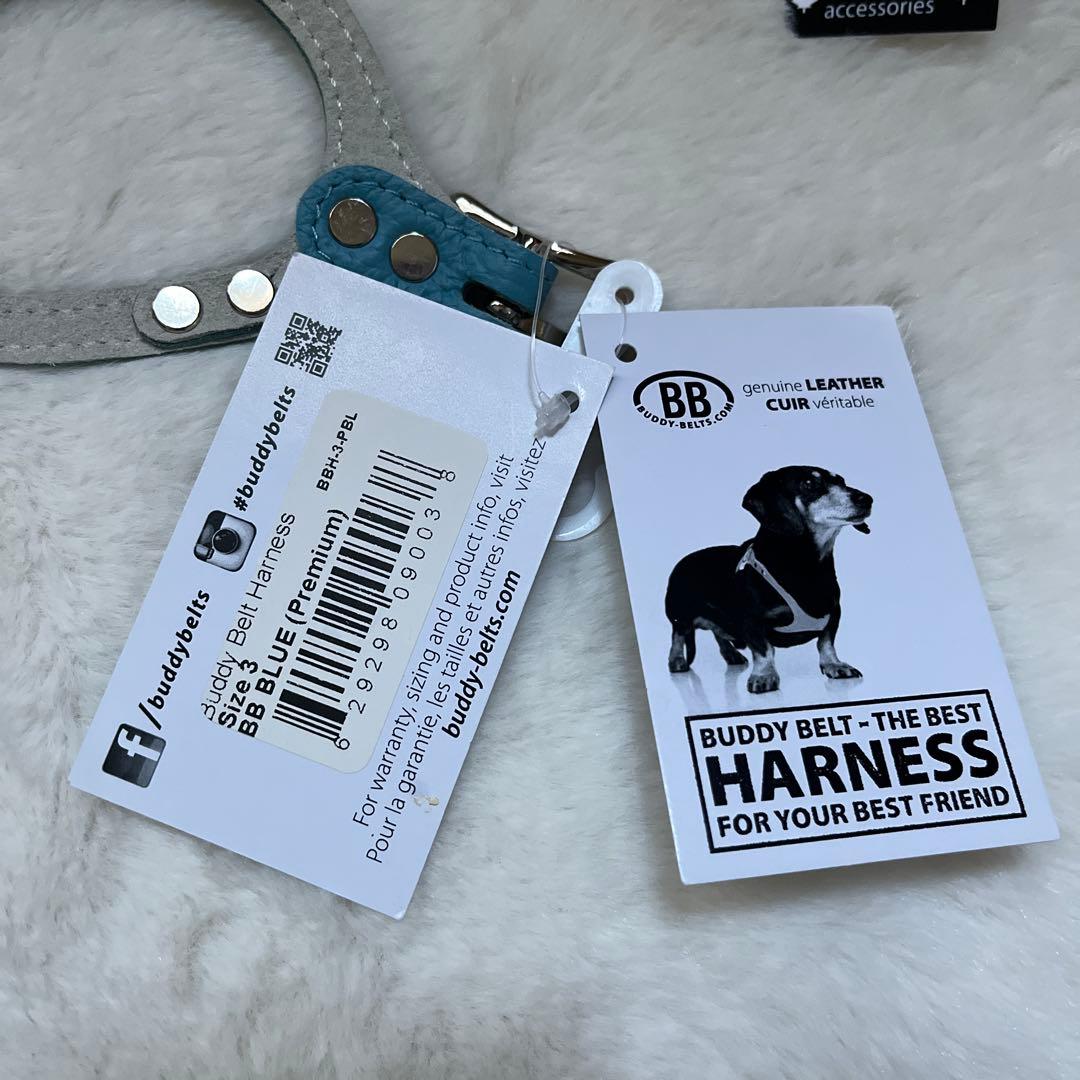 accessories
#buddybelts
f/buddybelts
Buddy Belt Harness
Size 3
BB BLUE (Premium)
BBH-3-PBL
6 29298 09003 8
For warranty, sizing and product info, visit
Pour la garantie, les tailles et autres infos, visitez
buddy-belts.com
BB
BUDDY-BELTS.COM
genuine LEATHER
CUIR véritable
BUDDY BELT - THE BEST
HARNESS
FOR YOUR BEST FRIEND